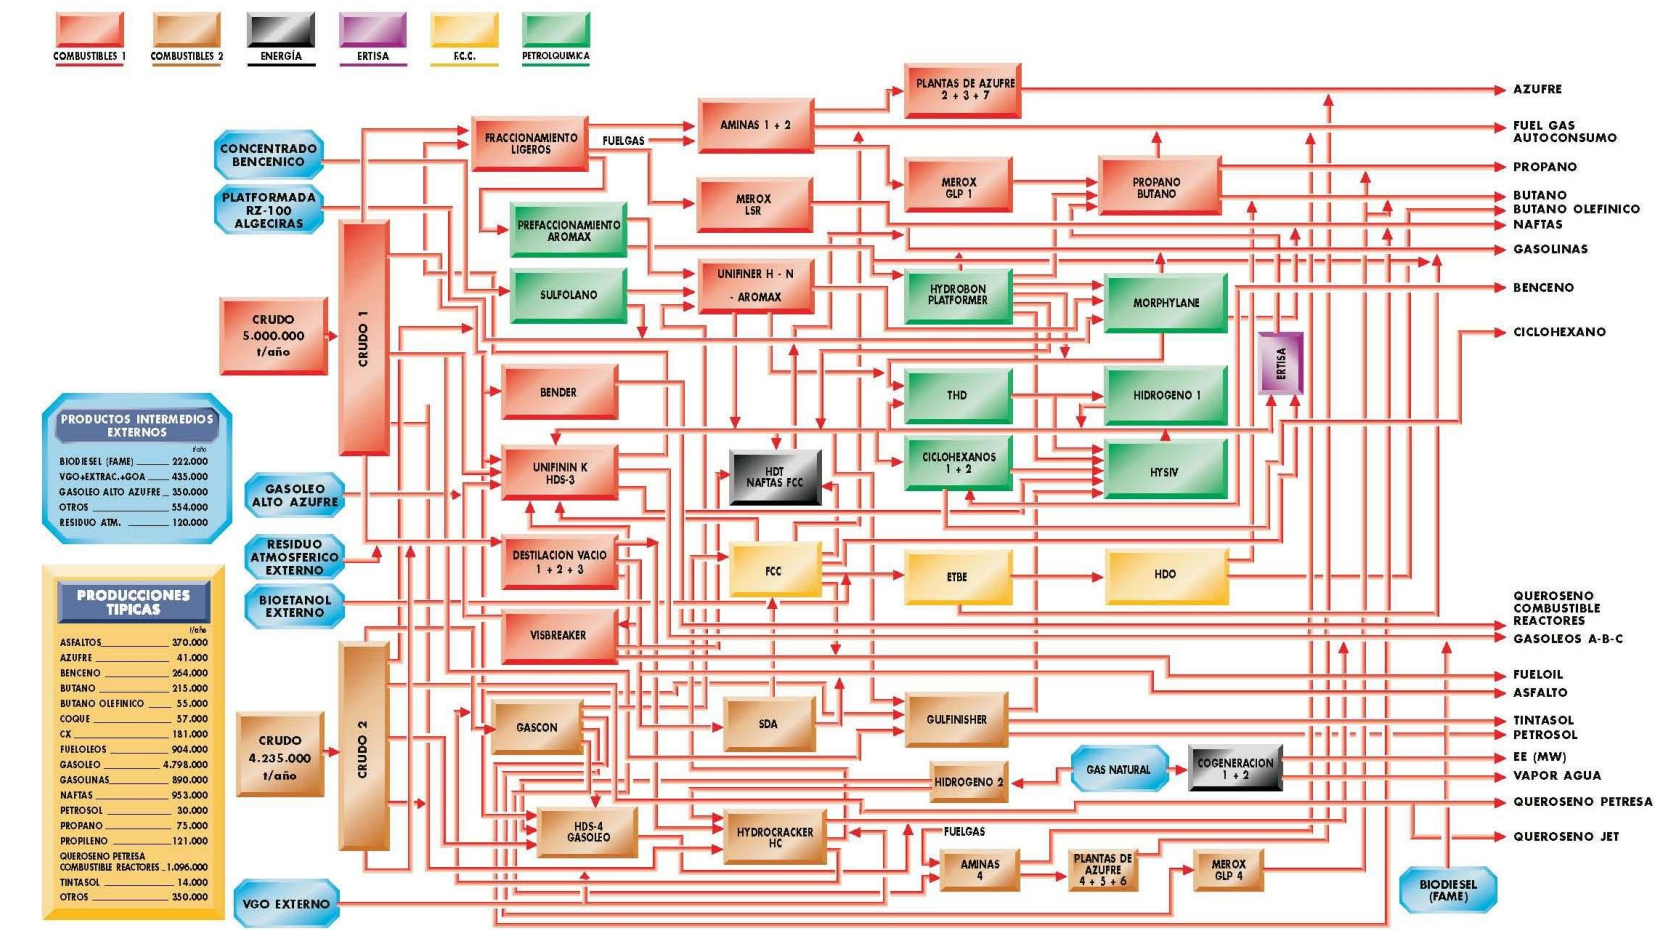 COMBUSTIBLES 1
COMBUSTIBLES 2
ENERGÍA
ERTISA
F.C.C.
PETROLQUIMICA
CONCENTRADO
BENCENICO
PLATFORMADA
RZ-100
ALGECIRAS
CRUDO
5.000.000
t/año
CRUDO 1
FRACCIONAMIENTO
LIGEROS
FUELGAS
AMINAS 1 + 2
PLANTAS DE AZUFRE
2 + 3 + 7
MEROX
GLP 1
MEROX
LSR
PROPANO
BUTANO
PREFACCIONAMIENTO
AROMAX
SULFOLANO
UNIFINER H - N
- AROMAX
HYDROBON
PLATFORMER
MORPHYLANE
ERTISA
BENDER
THD
HIDROGENO 1
UNIFININ K
HDS-3
HDT
NAFTAS FCC
CICLOHEXANOS
1 + 2
HYSIV
DESTILACION VACIO
1 + 2 + 3
FCC
ETBE
HDO
VISBREAKER
GASCON
SDA
GULFINISHER
HIDROGENO 2
GAS NATURAL
COGENERACION
1 + 2
HDS-4
GASOLEO
HYDROCRACKER
HC
FUELGAS
AMINAS
4
PLANTAS DE
AZUFRE
4 + 5 + 6
MEROX
GLP 4
BIODIESEL
(FAME)
PRODUCTOS INTERMEDIOS
EXTERNOS
t/año
BIODIESEL (FAME) 222.000
VGO+EXTRAC.+GOA 435.000
GASOLEO ALTO AZUFRE 350.000
OTROS 554.000
RESIDUO ATM. 120.000
GASOLEO
ALTO AZUFRE
RESIDUO
ATMOSFERICO
EXTERNO
BIOETANOL
EXTERNO
CRUDO
4.235.000
t/año
CRUDO 2
VGO EXTERNO
PRODUCCIONES
TIPICAS
t/año
ASFALTOS 370.000
AZUFRE 41.000
BENCENO 264.000
BUTANO 215.000
BUTANO OLEFINICO 55.000
COQUE 57.000
CX 181.000
FUELOLEOS 904.000
GASOLEO 4.798.000
GASOLINAS 890.000
NAFTAS 953.000
PETROSOL 30.000
PROPANO 75.000
PROPILENO 121.000
QUEROSENO PETRESA
COMBUSTIBLE REACTORES 1.096.000
TINTASOL 14.000
OTROS 350.000
AZUFRE
FUEL GAS
AUTOCONSUMO
PROPANO
BUTANO
BUTANO OLEFINICO
NAFTAS
GASOLINAS
BENCENO
CICLOHEXANO
QUEROSENO
COMBUSTIBLE
REACTORES
GASOLEOS A-B-C
FUELOIL
ASFALTO
TINTASOL
PETROSOL
EE (MW)
VAPOR AGUA
QUEROSENO PETRESA
QUEROSENO JET